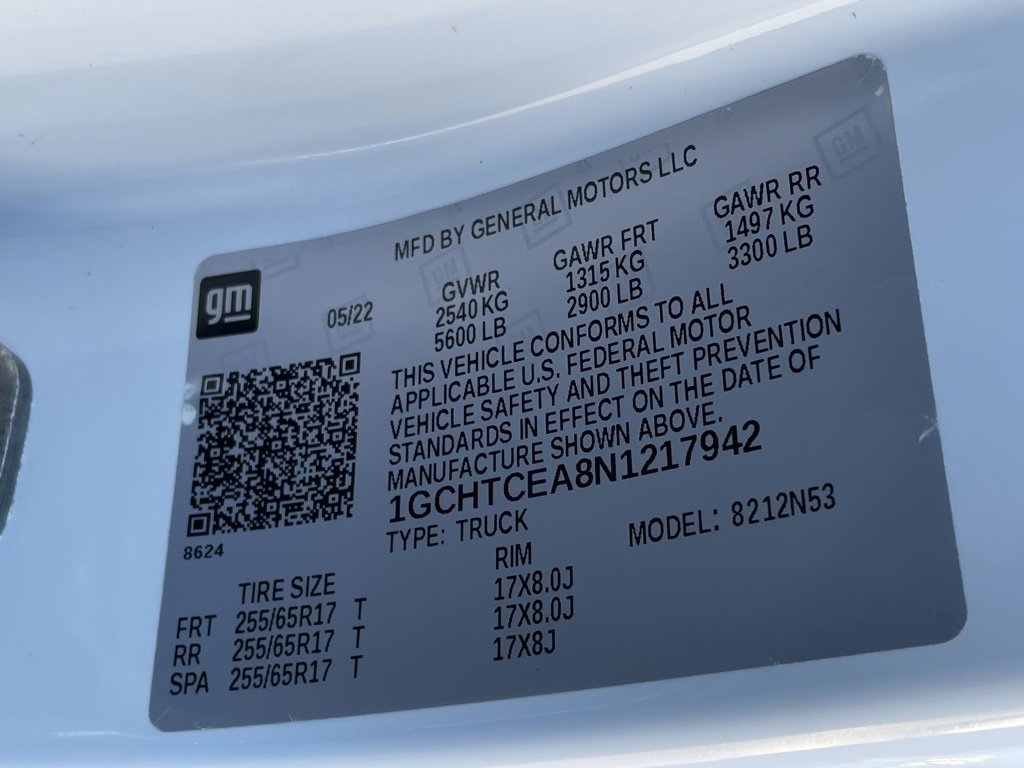 MFD BY GENERAL MOTORS LLC
gm
05/22
GVWR GAWR FRT GAWR RR
2540 KG 1315 KG 1497 KG
5600 LB 2900 LB 3300 LB
THIS VEHICLE CONFORMS TO ALL
APPLICABLE U.S. FEDERAL MOTOR
VEHICLE SAFETY AND THEFT PREVENTION
STANDARDS IN EFFECT ON THE DATE OF
MANUFACTURE SHOWN ABOVE.
1GCHTCEA8N1217942
TYPE: TRUCK MODEL: 8212N53
8624
TIRE SIZE RIM
FRT 255/65R17 T 17X8.0J
RR 255/65R17 T 17X8.0J
SPA 255/65R17 T 17X8J